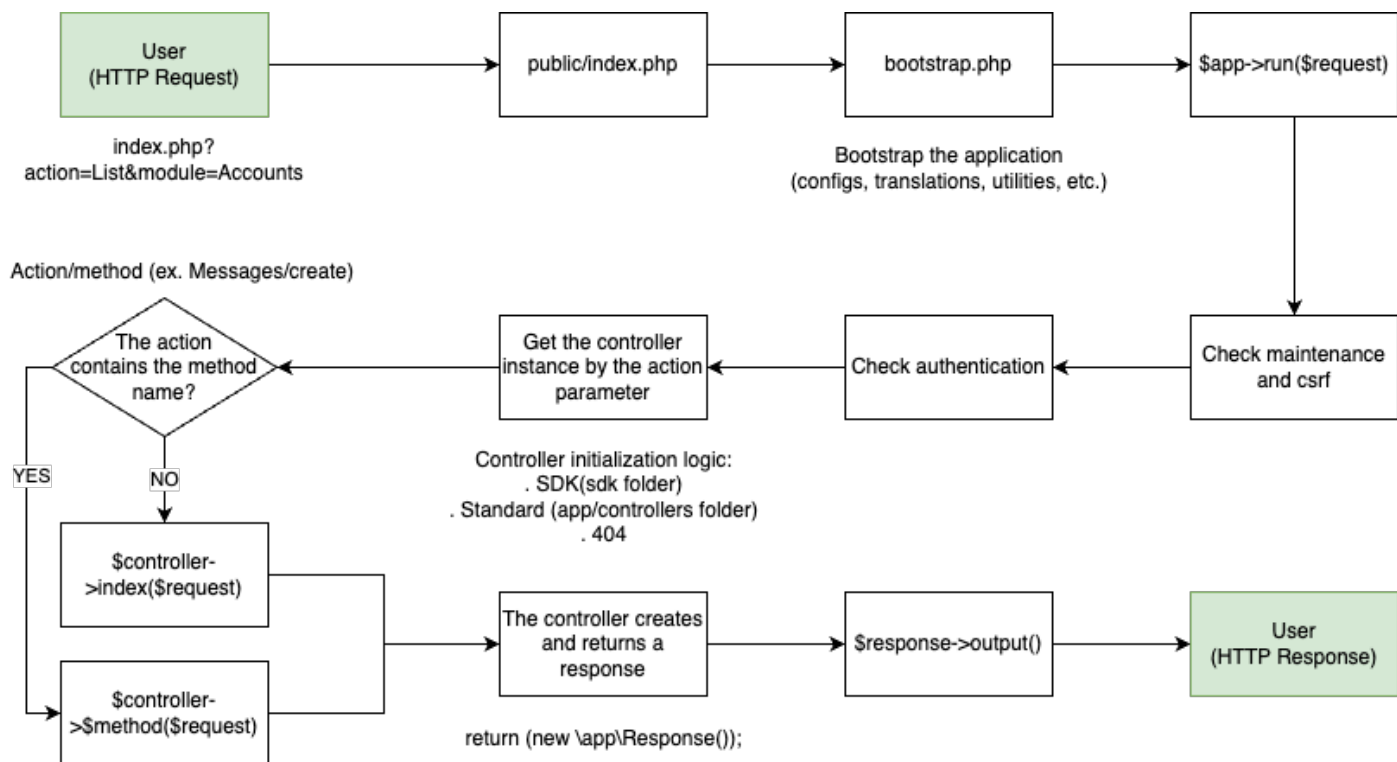 User
(HTTP Request)
public/index.php
bootstrap.php
$app->run($request)
index.php?
action=List&module=Accounts
Bootstrap the application
(configs, translations, utilities, etc.)
Action/method (ex. Messages/create)
The action
contains the method
name?
Get the controller
instance by the action
parameter
Check authentication
Check maintenance
and csrf
YES
NO
Controller initialization logic:
. SDK(sdk folder)
. Standard (app/controllers folder)
. 404
$controller-
>index($request)
The controller creates
and returns a
response
$response->output()
User
(HTTP Response)
$controller-
>$method($request)
return (new \app\Response());